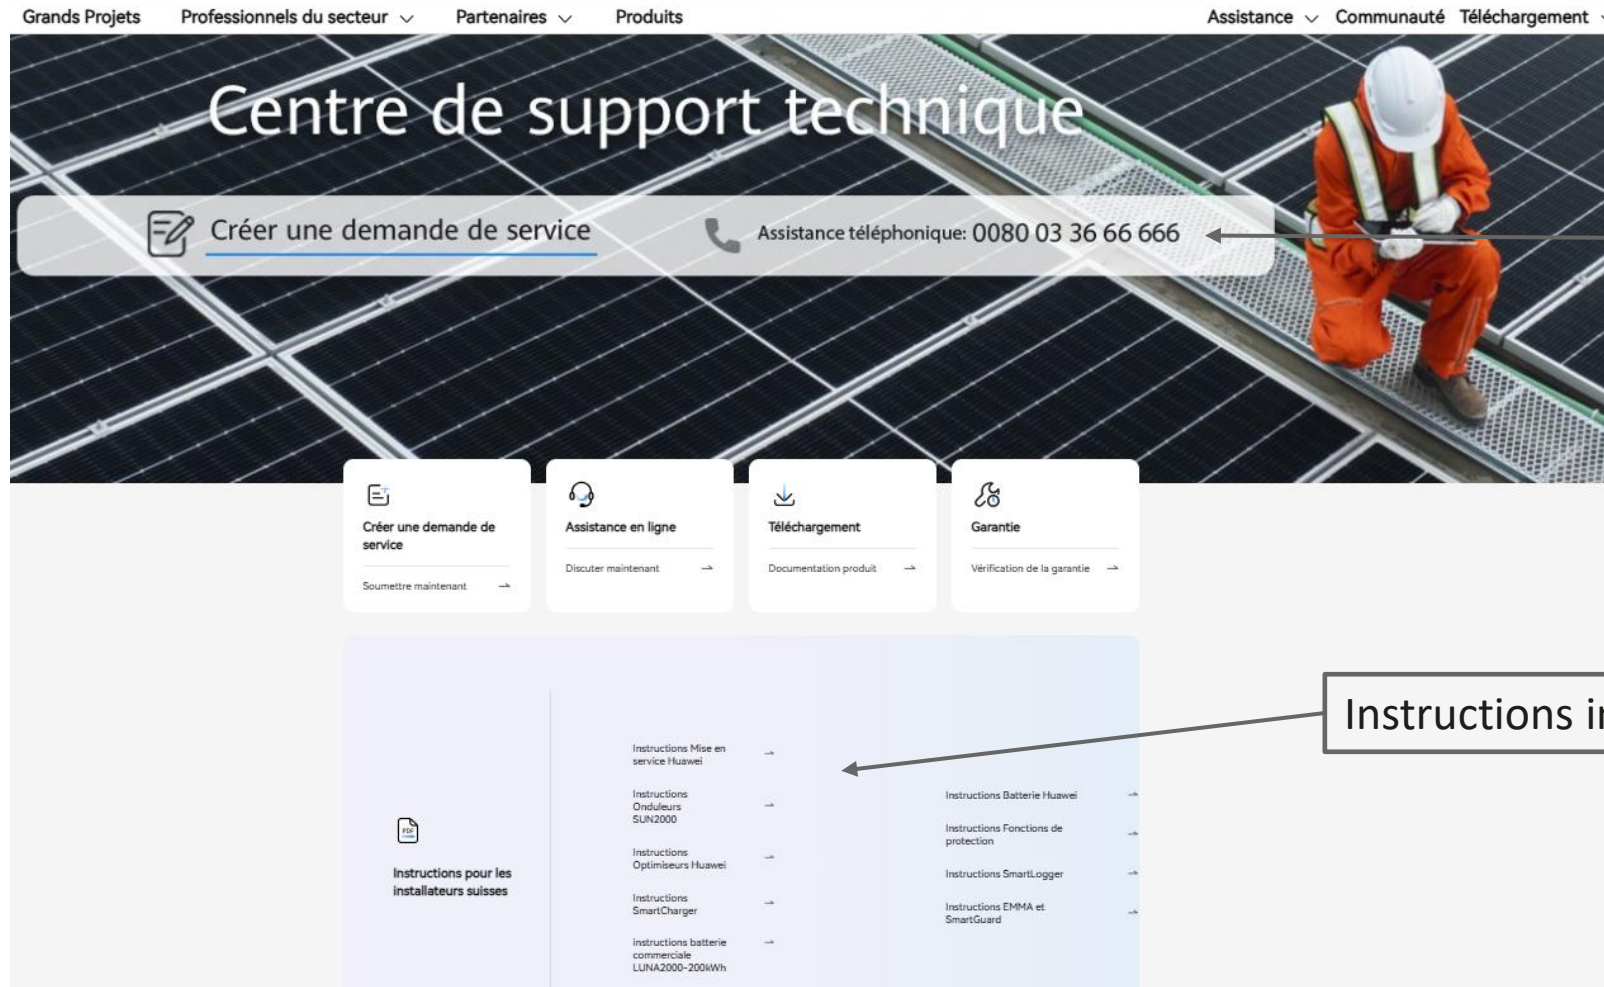 Grands Projets Professionnels du secteur Partenaires Produits Assistance Communauté Téléchargement
Centre de support technique
Créer une demande de service Assistance téléphonique: 0080 03 36 66 666
Créer une demande de
service
Soumettre maintenant
Assistance en ligne
Discuter maintenant
Téléchargement
Documentation produit
Garantie
Vérification de la garantie
Instructions
PDF
Instructions pour les
installateurs suisses
Instructions Mise en
service Huawei
Instructions
Onduleurs
SUN2000
Instructions
Optimiseurs Huawei
Instructions
SmartCharger
instructions batterie
commerciale
LUNA2000-200kWh
Instructions Batterie Huawei
Instructions Fonctions de
protection
Instructions SmartLogger
Instructions EMMA et
SmartGuard